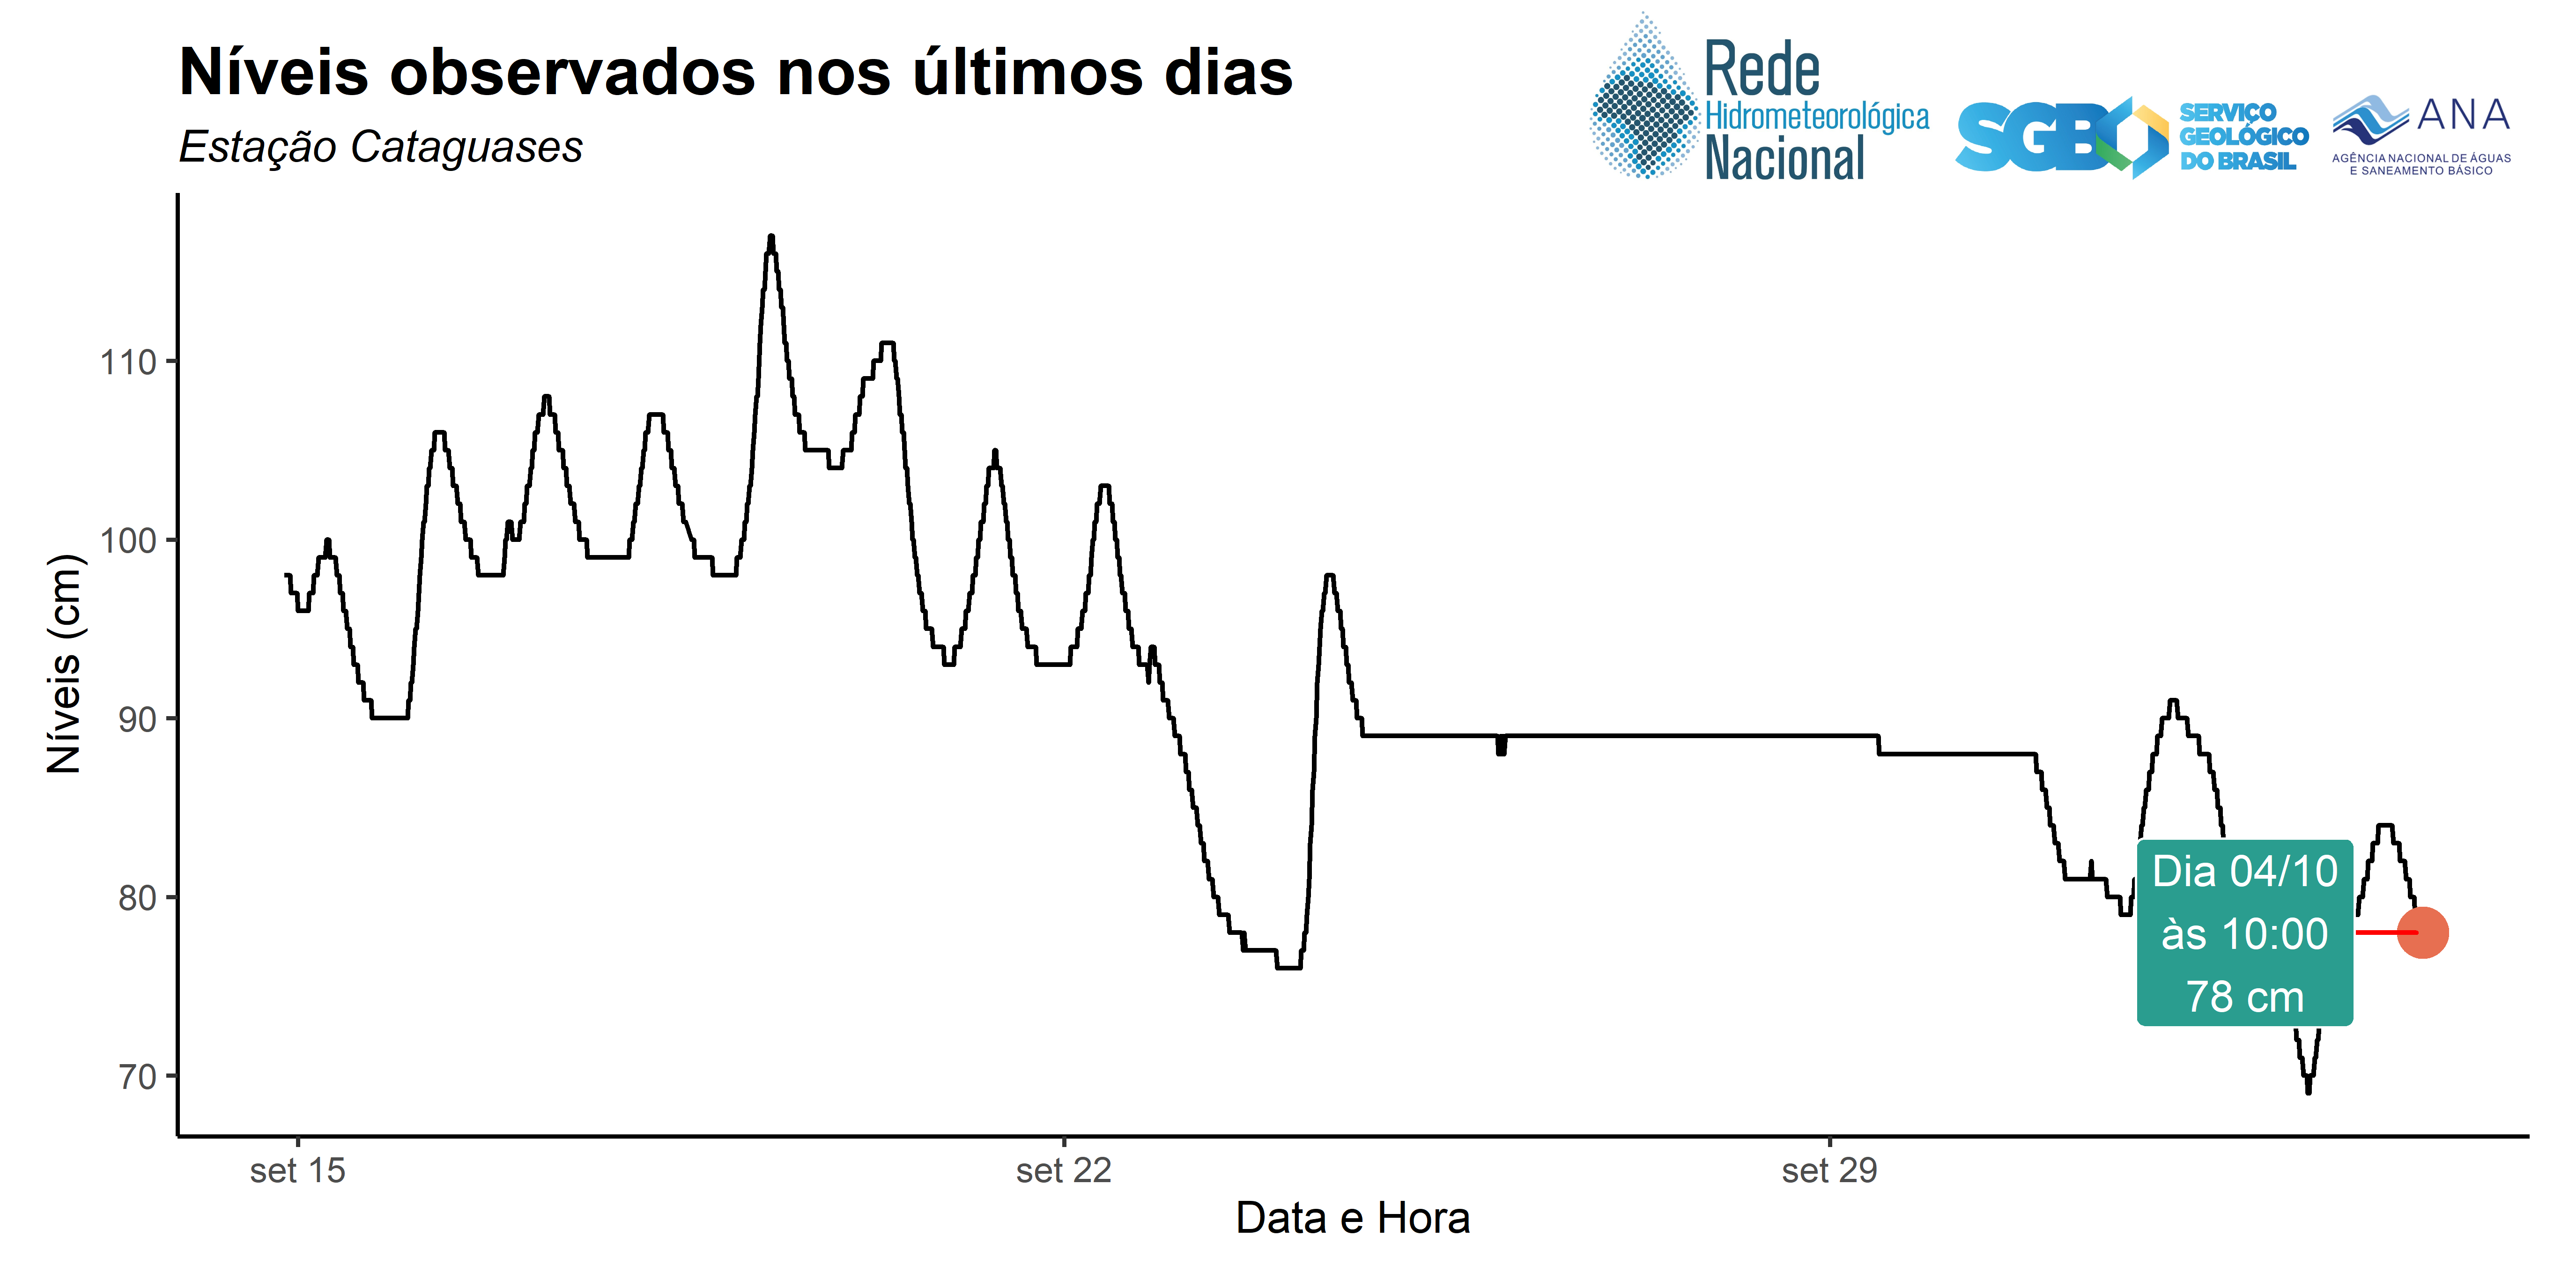 Níveis observados nos últimos dias
Estação Cataguases
Rede
Hidrometeorológica
Nacional
SGB
SERVIÇO
GEOLÓGICO
DO BRASIL
ANA
AGÊNCIA NACIONAL DE ÁGUAS
E SANEAMENTO BÁSICO
Níveis (cm)
110
100
90
80
70
Dia 04/10
às 10:00
78 cm
set 15
set 22
set 29
Data e Hora